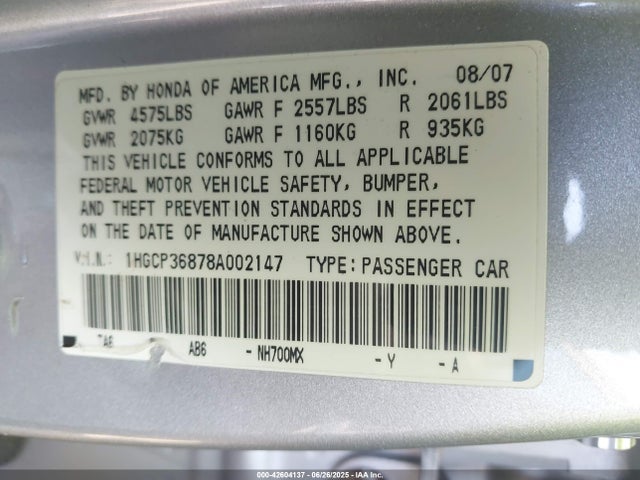 MFD. BY HONDA OF AMERICA MFG., INC. 08/07
GVWR 4575LBS GAWR F 2557LBS R 2061LBS
GVWR 2075KG GAWR F 1160KG R 935KG
THIS VEHICLE CONFORMS TO ALL APPLICABLE
FEDERAL MOTOR VEHICLE SAFETY, BUMPER,
AND THEFT PREVENTION STANDARDS IN EFFECT
ON THE DATE OF MANUFACTURE SHOWN ABOVE.
V.I.N.: 1HGCP36878A002147 TYPE:PASSENGER CAR
TA6 AB6 - NH700MX - Y - A
000-42604137 - 06/26/2025 - Copyright © IAA Inc.